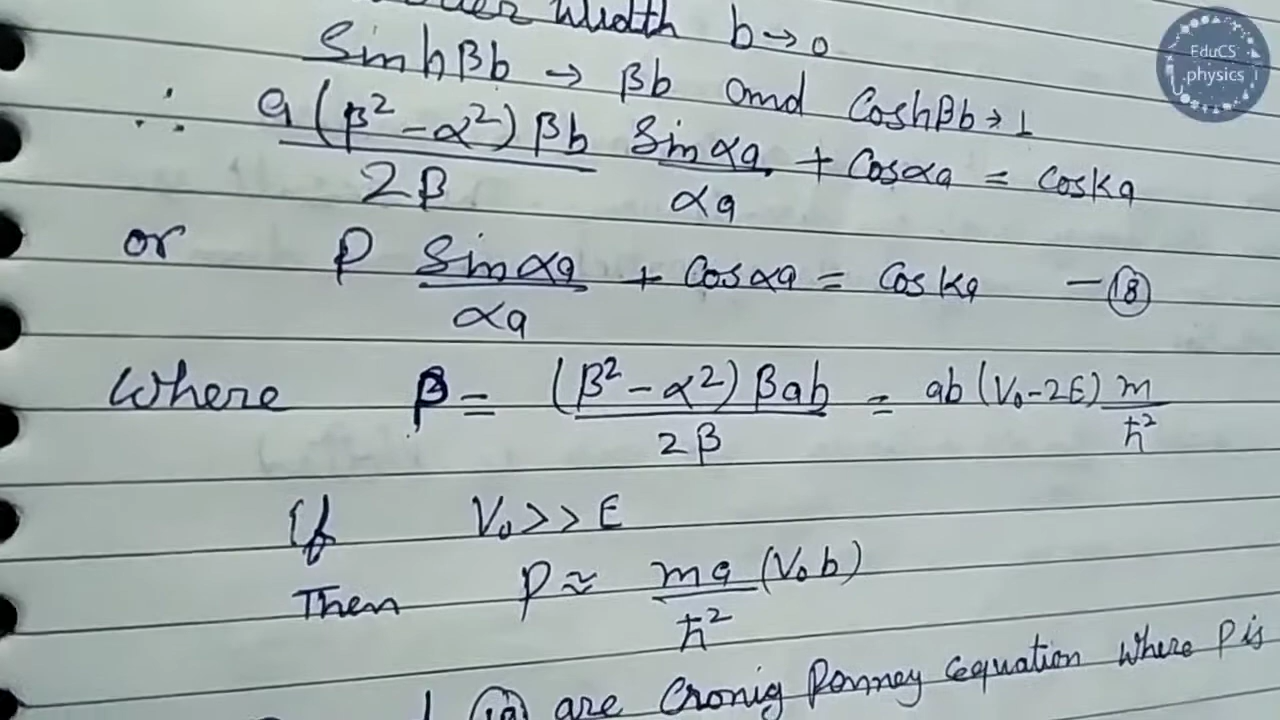 Width b→0
EduCS
.physics
Sinhβb → βb and Coshβb→1
∴ a(β²-α²)βb/2β Sinαa/αa + Cosαa = CosKa
or P Sinαa/αa + Cosαa = CosKa —(18)
Where P = (β²-α²)βab/2β = ab(V₀-2E)m/ħ²
If V₀>>E
Then P ≈ ma/ħ² (V₀b)
are Cronig Penney equation where P is